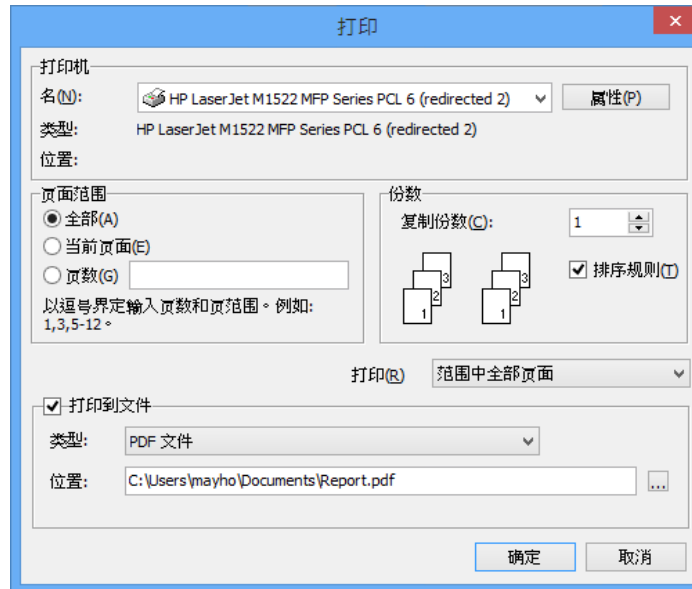 打印
打印机
名(N):
HP LaserJet M1522 MFP Series PCL 6 (redirected 2)
属性(P)
类型:
HP LaserJet M1522 MFP Series PCL 6 (redirected 2)
位置:
页面范围
全部(A)
当前页面(E)
页数(G)
以逗号界定输入页数和页范围。例如:
1,3,5-12。
份数
复制份数(C):
1
1 2 3 1 2 3
排序规则(T)
打印(R)
范围中全部页面
打印到文件
类型:
PDF 文件
位置:
C:\Users\mayho\Documents\Report.pdf
...
确定
取消